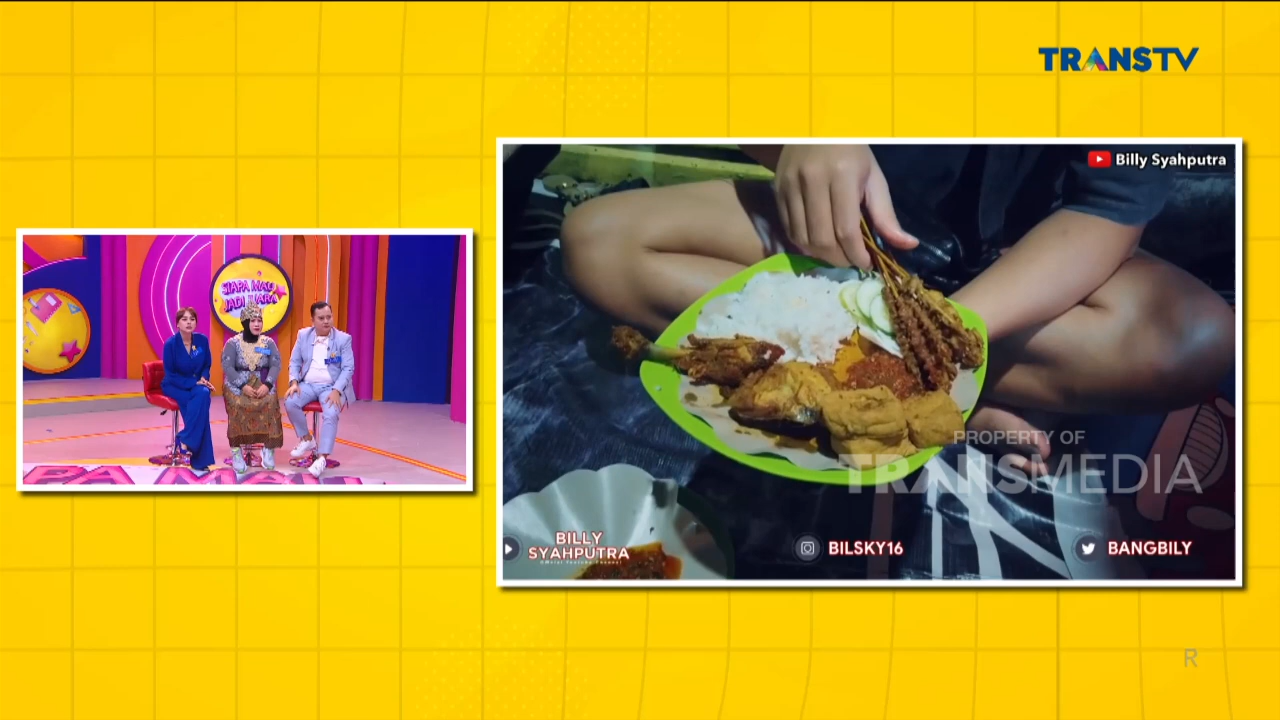 TRANSTV
Billy Syahputra
SIAPA MAU
JADI JUARA
PROPERTY OF
TRANSMEDIA
BILLY
SYAHPUTRA
BILSKY16
BANGBILY
R